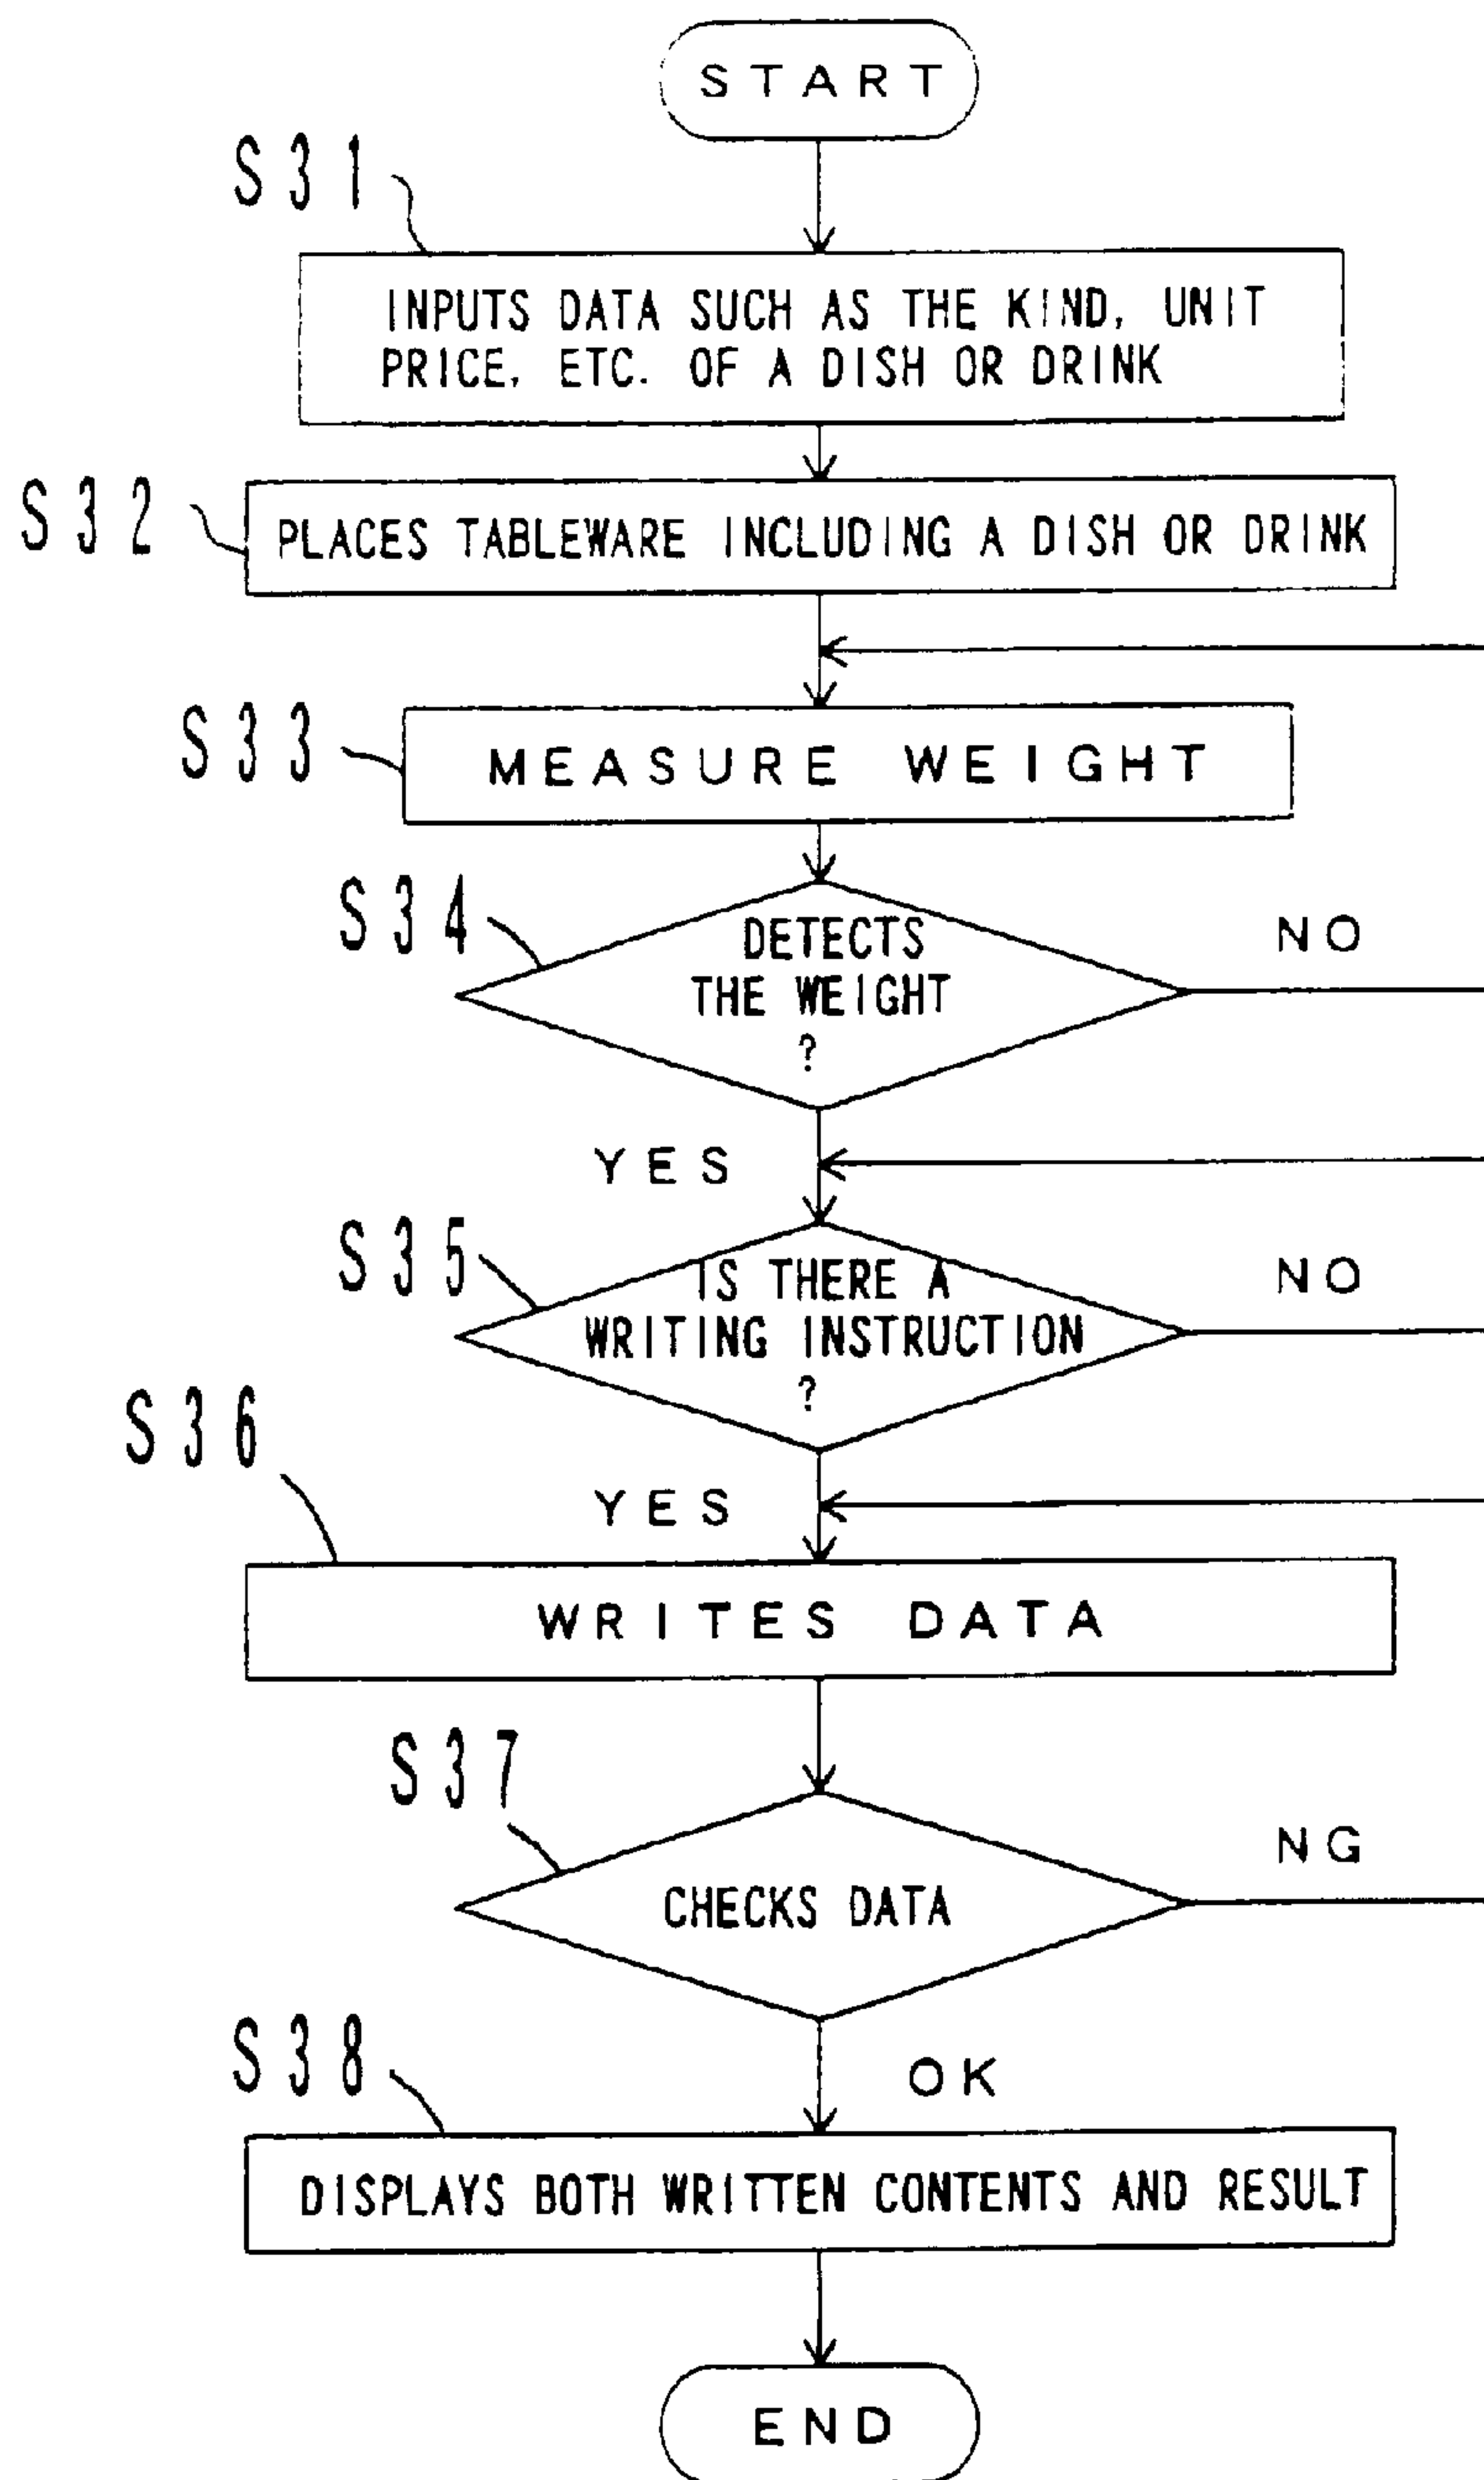 START
S31
INPUTS DATA SUCH AS THE KIND, UNIT
PRICE, ETC. OF A DISH OR DRINK
S32
PLACES TABLEWARE INCLUDING A DISH OR DRINK
S33
MEASURE WEIGHT
S34
DETECTS
THE WEIGHT
?
NO
YES
S35
IS THERE A
WRITING INSTRUCTION
?
NO
YES
S36
WRITES DATA
S37
CHECKS DATA
NG
OK
S38
DISPLAYS BOTH WRITTEN CONTENTS AND RESULT
END